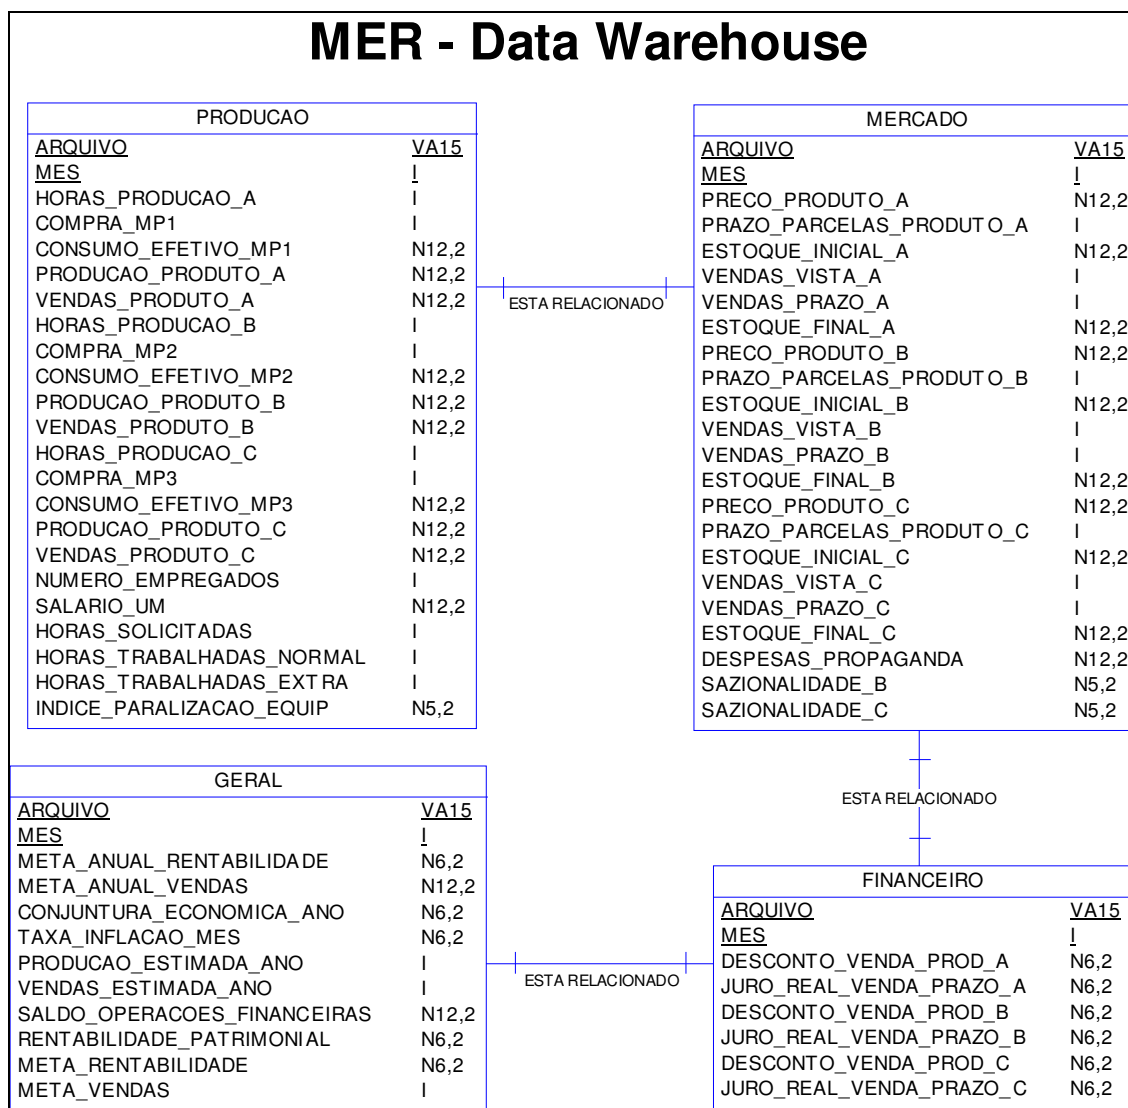 MER - Data Warehouse
PRODUCAO
ARQUIVO VA15
MES I
HORAS_PRODUCAO_A I
COMPRA_MP1 I
CONSUMO_EFETIVO_MP1 N12,2
PRODUCAO_PRODUTO_A N12,2
VENDAS_PRODUTO_A N12,2
HORAS_PRODUCAO_B I
COMPRA_MP2 I
CONSUMO_EFETIVO_MP2 N12,2
PRODUCAO_PRODUTO_B N12,2
VENDAS_PRODUTO_B N12,2
HORAS_PRODUCAO_C I
COMPRA_MP3 I
CONSUMO_EFETIVO_MP3 N12,2
PRODUCAO_PRODUTO_C N12,2
VENDAS_PRODUTO_C N12,2
NUMERO_EMPREGADOS I
SALARIO_UM N12,2
HORAS_SOLICITADAS I
HORAS_TRABALHADAS_NORMAL I
HORAS_TRABALHADAS_EXTRA I
INDICE_PARALIZACAO_EQUIP N5,2
ESTA RELACIONADO
MERCADO
ARQUIVO VA15
MES I
PRECO_PRODUTO_A N12,2
PRAZO_PARCELAS_PRODUTO_A I
ESTOQUE_INICIAL_A N12,2
VENDAS_VISTA_A I
VENDAS_PRAZO_A I
ESTOQUE_FINAL_A N12,2
PRECO_PRODUTO_B N12,2
PRAZO_PARCELAS_PRODUTO_B I
ESTOQUE_INICIAL_B N12,2
VENDAS_VISTA_B I
VENDAS_PRAZO_B I
ESTOQUE_FINAL_B N12,2
PRECO_PRODUTO_C N12,2
PRAZO_PARCELAS_PRODUTO_C I
ESTOQUE_INICIAL_C N12,2
VENDAS_VISTA_C I
VENDAS_PRAZO_C I
ESTOQUE_FINAL_C N12,2
DESPESAS_PROPAGANDA N12,2
SAZIONALIDADE_B N5,2
SAZIONALIDADE_C N5,2
ESTA RELACIONADO
GERAL
ARQUIVO VA15
MES I
META_ANUAL_RENTABILIDADE N6,2
META_ANUAL_VENDAS N12,2
CONJUNTURA_ECONOMICA_ANO N6,2
TAXA_INFLACAO_MES N6,2
PRODUCAO_ESTIMADA_ANO I
VENDAS_ESTIMADA_ANO I
SALDO_OPERACOES_FINANCEIRAS N12,2
RENTABILIDADE_PATRIMONIAL N6,2
META_RENTABILIDADE N6,2
META_VENDAS I
ESTA RELACIONADO
FINANCEIRO
ARQUIVO VA15
MES I
DESCONTO_VENDA_PROD_A N6,2
JURO_REAL_VENDA_PRAZO_A N6,2
DESCONTO_VENDA_PROD_B N6,2
JURO_REAL_VENDA_PRAZO_B N6,2
DESCONTO_VENDA_PROD_C N6,2
JURO_REAL_VENDA_PRAZO_C N6,2